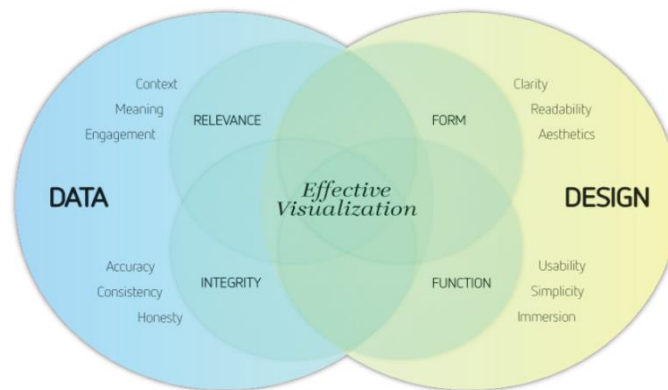 Context
Meaning
Engagement
RELEVANCE
FORM
Clarity
Readability
Aesthetics
DATA
Effective
Visualization
DESIGN
Accuracy
Consistency
Honesty
INTEGRITY
FUNCTION
Usability
Simplicity
Immersion